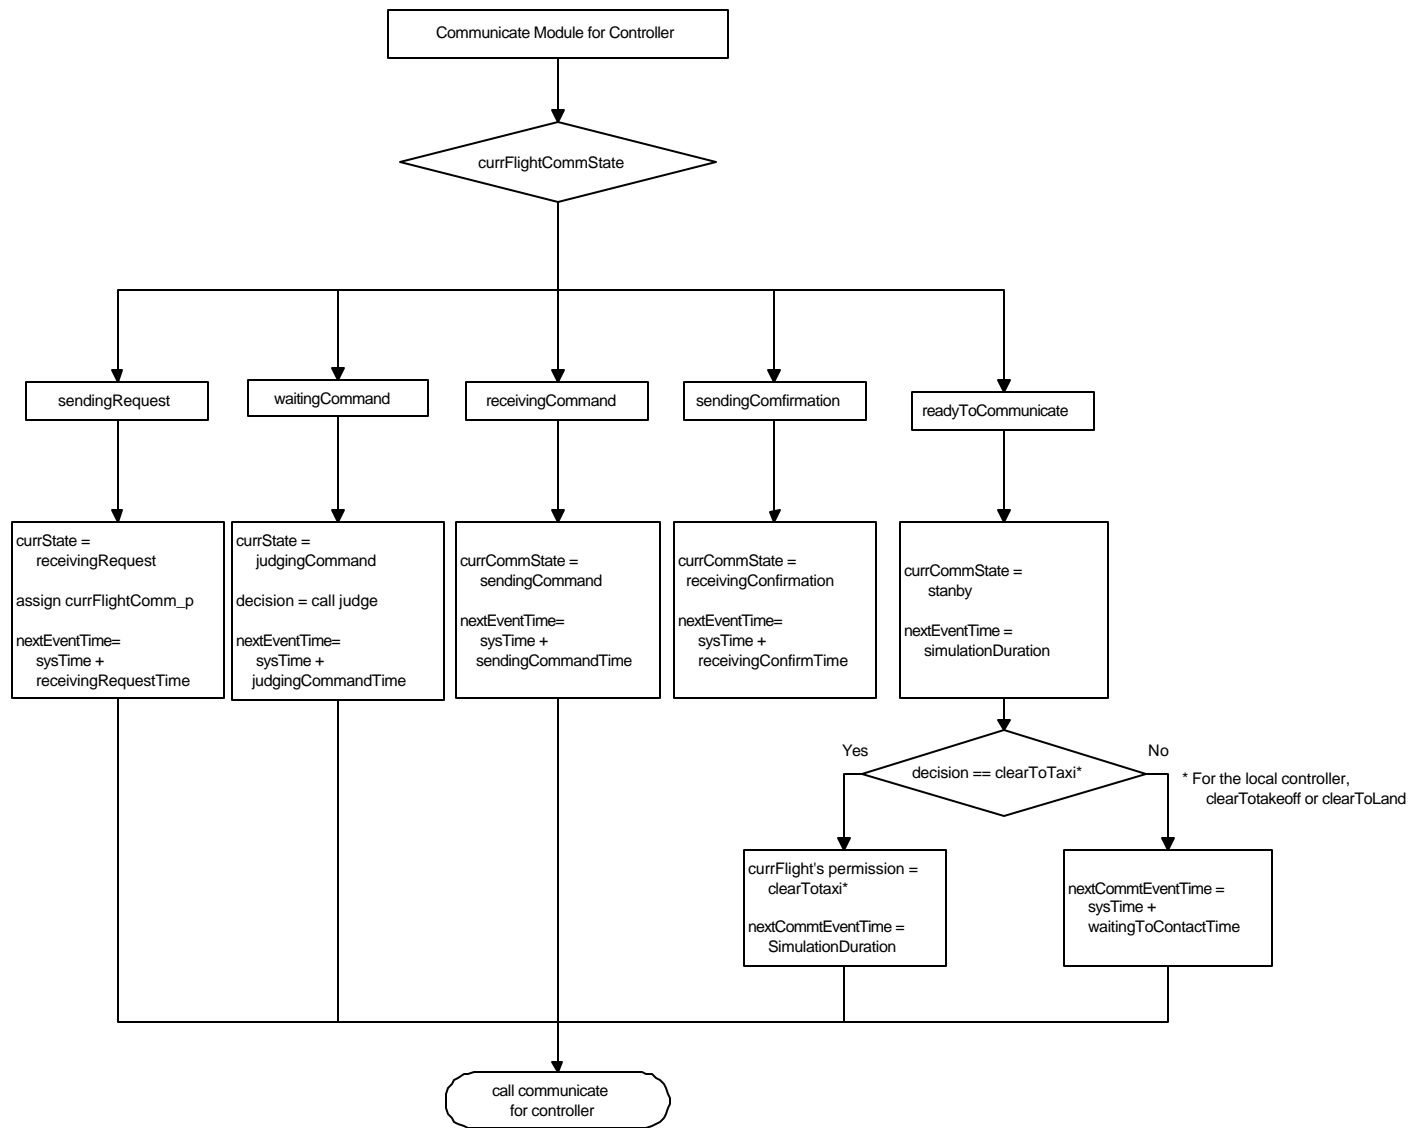 Communicate Module for Controller
currFlightCommState
sendingRequest
waitingCommand
receivingCommand
sendingComfirmation
readyToCommunicate
currState =
receivingRequest
assign currFlightComm_p
nextEventTime=
sysTime +
receivingRequestTime
currState =
judgingCommand
decision = call judge
nextEventTime=
sysTime +
judgingCommandTime
currCommState =
sendingCommand
nextEventTime=
sysTime +
sendingCommandTime
currCommState =
receivingConfirmation
nextEventTime=
sysTime +
receivingConfirmTime
currCommState =
stanby
nextEventTime =
simulationDuration
Yes
decision == clearToTaxi*
No
* For the local controller,
clearTotakeoff or clearToLand
currFlight's permission =
clearTotaxi*
nextCommtEventTime =
SimulationDuration
nextCommtEventTime =
sysTime +
waitingToContactTime
call communicate
for controller